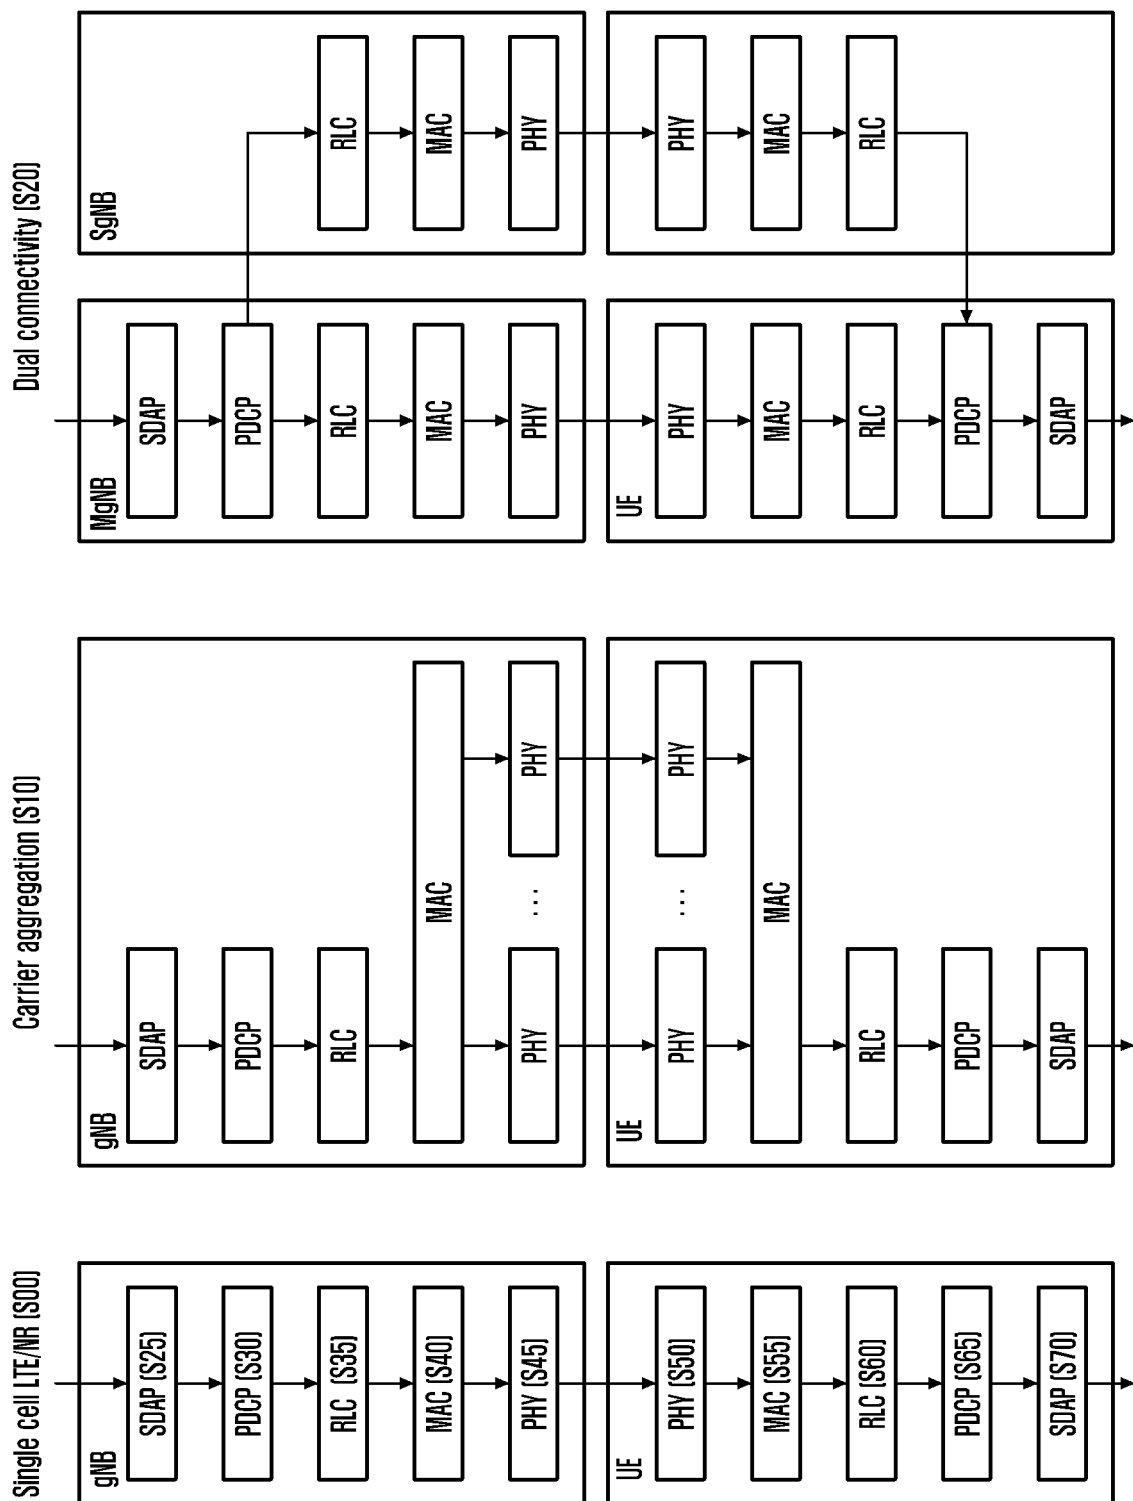 Single cell LTE/NR (S00)
gNB
SDAP (S25)
PDCP (S30)
RLC (S35)
MAC (S40)
PHY (S45)
UE
PHY (S50)
MAC (S55)
RLC (S60)
PDCP (S65)
SDAP (S70)
Carrier aggregation (S10)
gNB
SDAP
PDCP
RLC
MAC
PHY
...
PHY
UE
PHY
...
PHY
MAC
RLC
PDCP
SDAP
Dual connectivity (S20)
MgNB
SDAP
PDCP
RLC
MAC
PHY
SgNB
RLC
MAC
PHY
UE
PHY
MAC
RLC
PDCP
SDAP
PHY
MAC
RLC